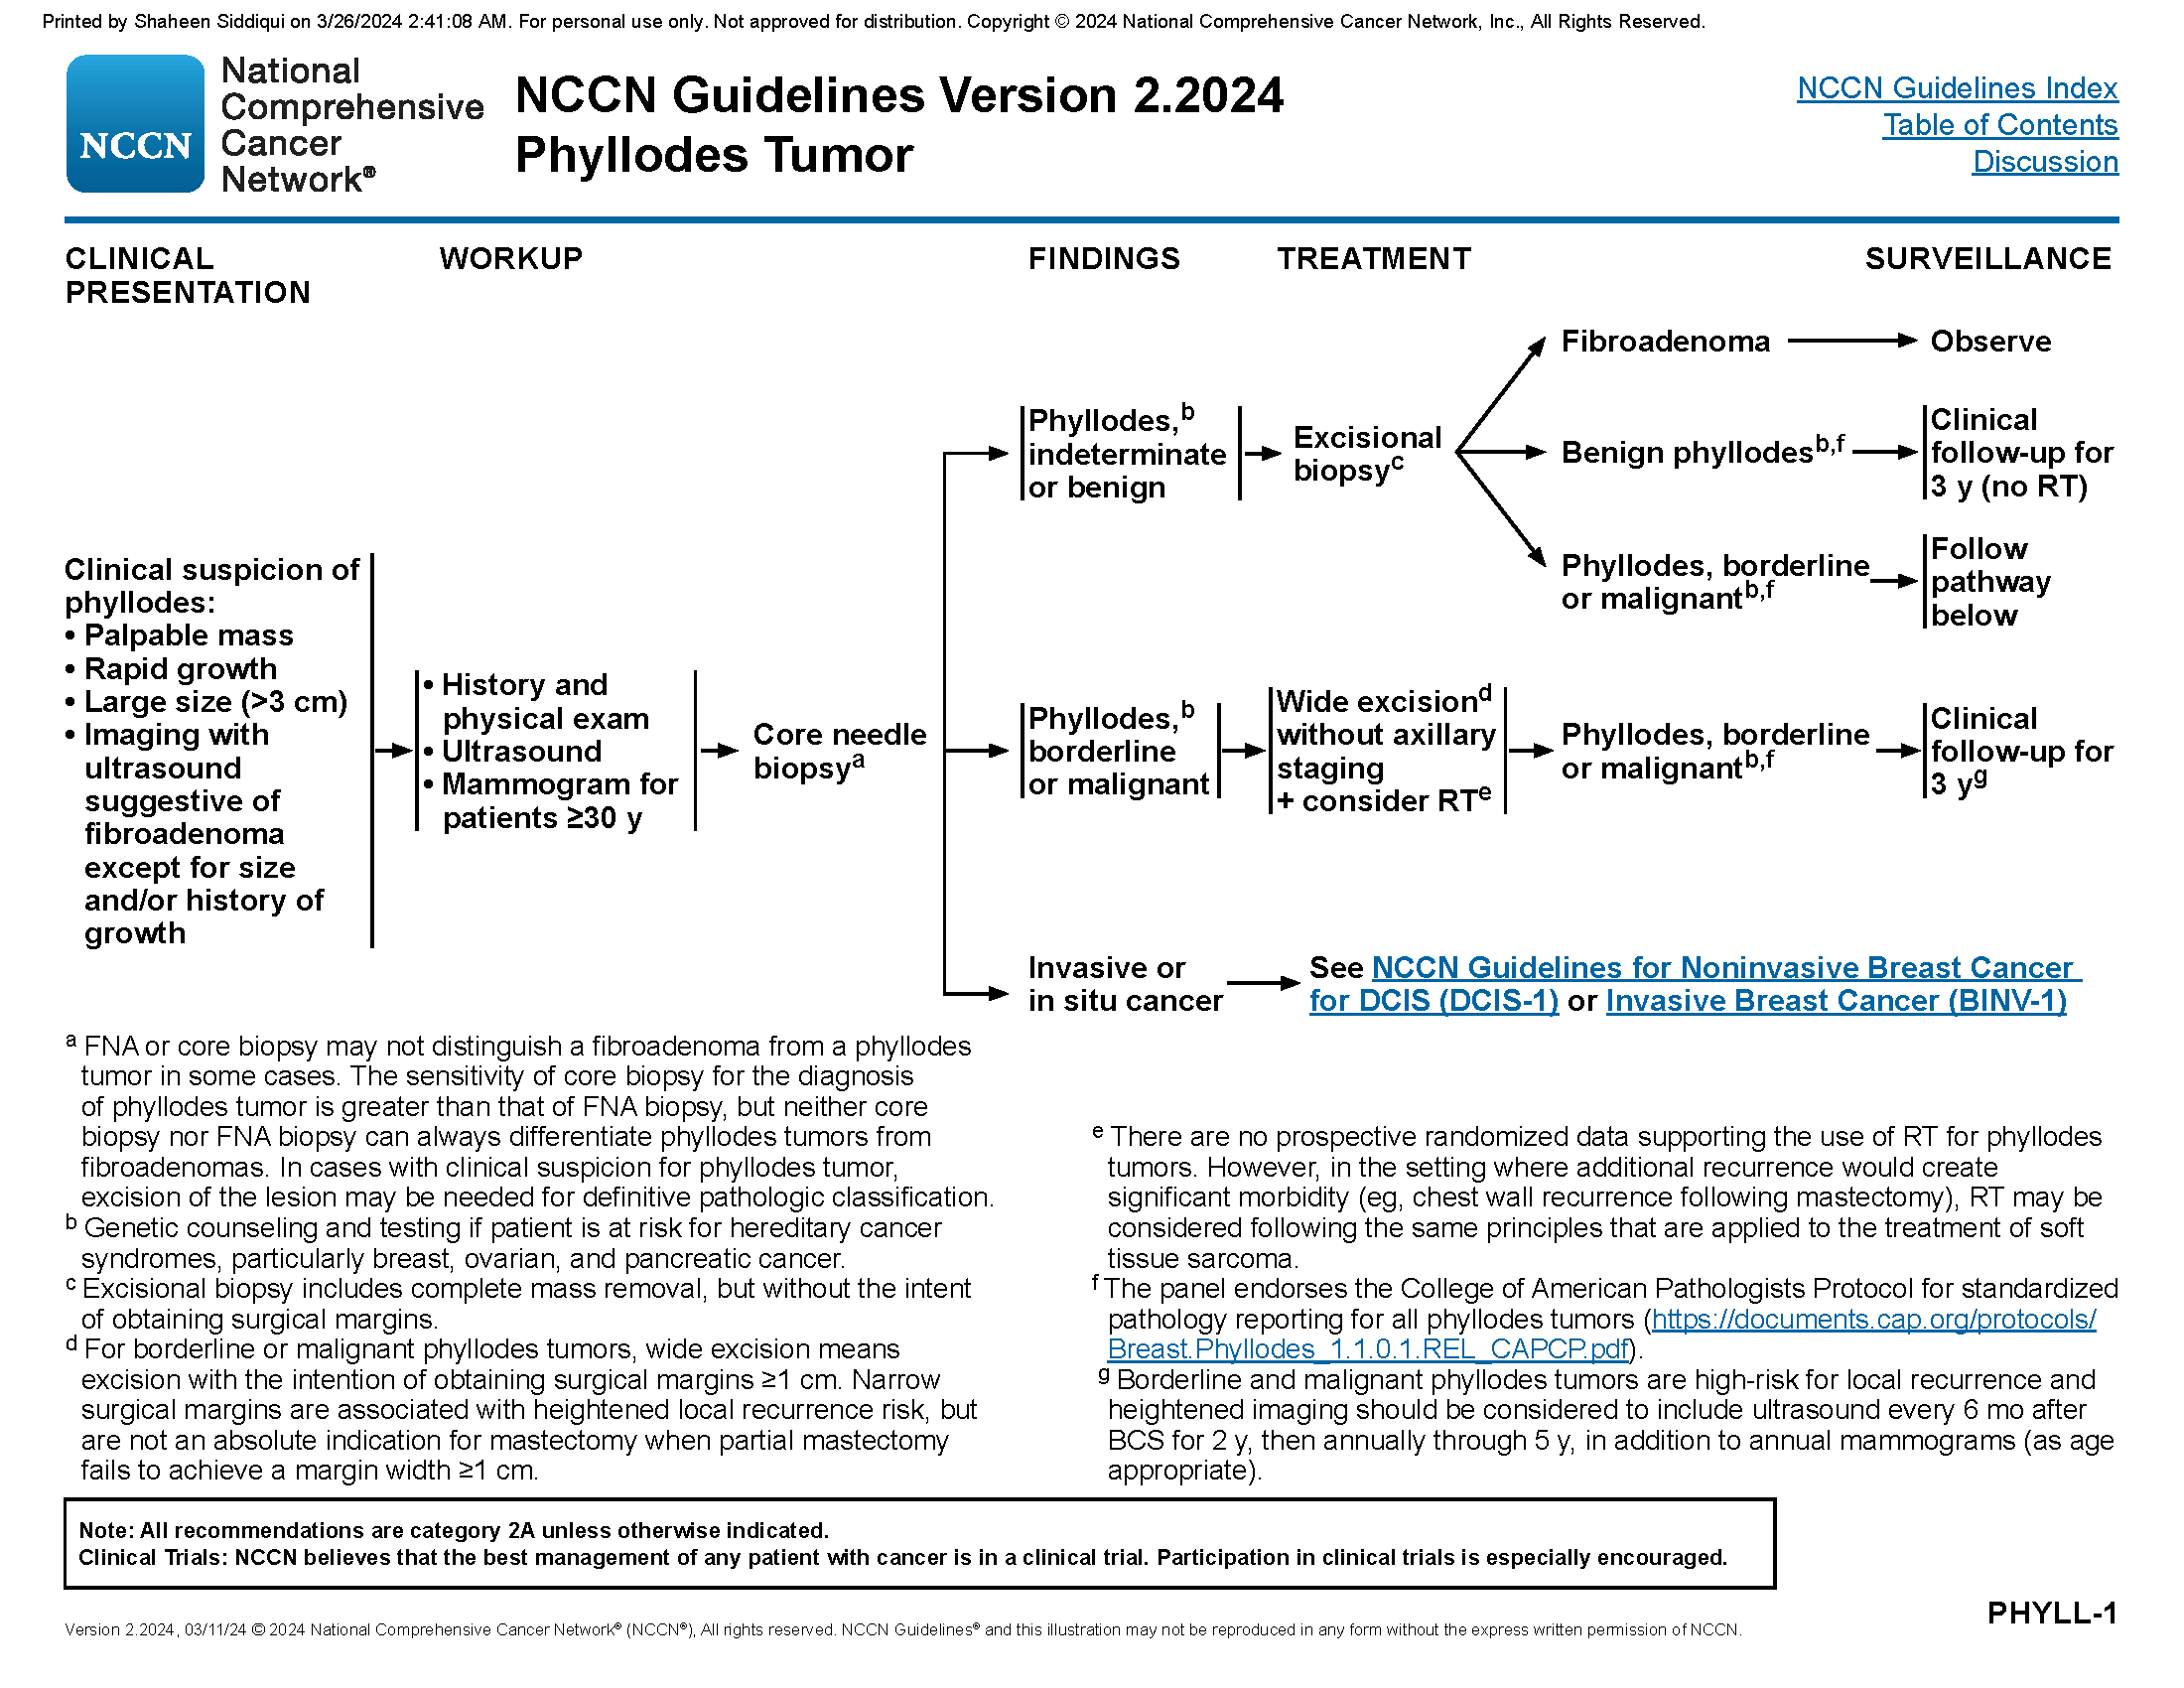 Printed by Shaheen Siddiqui on 3/26/2024 2:41:08 AM. For personal use only. Not approved for distribution. Copyright © 2024 National Comprehensive Cancer Network, Inc., All Rights Reserved.
NCCN
National
Comprehensive
Cancer
Network®
NCCN Guidelines Version 2.2024
Phyllodes Tumor
NCCN Guidelines Index
Table of Contents
Discussion
CLINICAL
PRESENTATION
WORKUP
FINDINGS
TREATMENT
SURVEILLANCE
Clinical suspicion of
phyllodes:
• Palpable mass
• Rapid growth
• Large size (>3 cm)
• Imaging with
ultrasound
suggestive of
fibroadenoma
except for size
and/or history of
growth
• History and
physical exam
• Ultrasound
• Mammogram for
patients ≥30 y
Core needle
biopsyᵃ
Phyllodes,ᵇ
indeterminate
or benign
Excisional
biopsyᶜ
Fibroadenoma
Observe
Benign phyllodesᵇ,ᶠ
Clinical
follow-up for
3 y (no RT)
Phyllodes, borderline
or malignantᵇ,ᶠ
Follow
pathway
below
Phyllodes,ᵇ
borderline
or malignant
Wide excisionᵈ
without axillary
staging
+ consider RTᵉ
Phyllodes, borderline
or malignantᵇ,ᶠ
Clinical
follow-up for
3 yᵍ
Invasive or
in situ cancer
See NCCN Guidelines for Noninvasive Breast Cancer
for DCIS (DCIS-1) or Invasive Breast Cancer (BINV-1)
ᵃ FNA or core biopsy may not distinguish a fibroadenoma from a phyllodes
tumor in some cases. The sensitivity of core biopsy for the diagnosis
of phyllodes tumor is greater than that of FNA biopsy, but neither core
biopsy nor FNA biopsy can always differentiate phyllodes tumors from
fibroadenomas. In cases with clinical suspicion for phyllodes tumor,
excision of the lesion may be needed for definitive pathologic classification.
ᵇ Genetic counseling and testing if patient is at risk for hereditary cancer
syndromes, particularly breast, ovarian, and pancreatic cancer.
ᶜ Excisional biopsy includes complete mass removal, but without the intent
of obtaining surgical margins.
ᵈ For borderline or malignant phyllodes tumors, wide excision means
excision with the intention of obtaining surgical margins ≥1 cm. Narrow
surgical margins are associated with heightened local recurrence risk, but
are not an absolute indication for mastectomy when partial mastectomy
fails to achieve a margin width ≥1 cm.
ᵉ There are no prospective randomized data supporting the use of RT for phyllodes
tumors. However, in the setting where additional recurrence would create
significant morbidity (eg, chest wall recurrence following mastectomy), RT may be
considered following the same principles that are applied to the treatment of soft
tissue sarcoma.
ᶠ The panel endorses the College of American Pathologists Protocol for standardized
pathology reporting for all phyllodes tumors (https://documents.cap.org/protocols/
Breast.Phyllodes_1.1.0.1.REL_CAPCP.pdf).
ᵍ Borderline and malignant phyllodes tumors are high-risk for local recurrence and
heightened imaging should be considered to include ultrasound every 6 mo after
BCS for 2 y, then annually through 5 y, in addition to annual mammograms (as age
appropriate).
Note: All recommendations are category 2A unless otherwise indicated.
Clinical Trials: NCCN believes that the best management of any patient with cancer is in a clinical trial. Participation in clinical trials is especially encouraged.
PHYLL-1
Version 2.2024, 03/11/24 © 2024 National Comprehensive Cancer Network® (NCCN®), All rights reserved. NCCN Guidelines® and this illustration may not be reproduced in any form without the express written permission of NCCN.